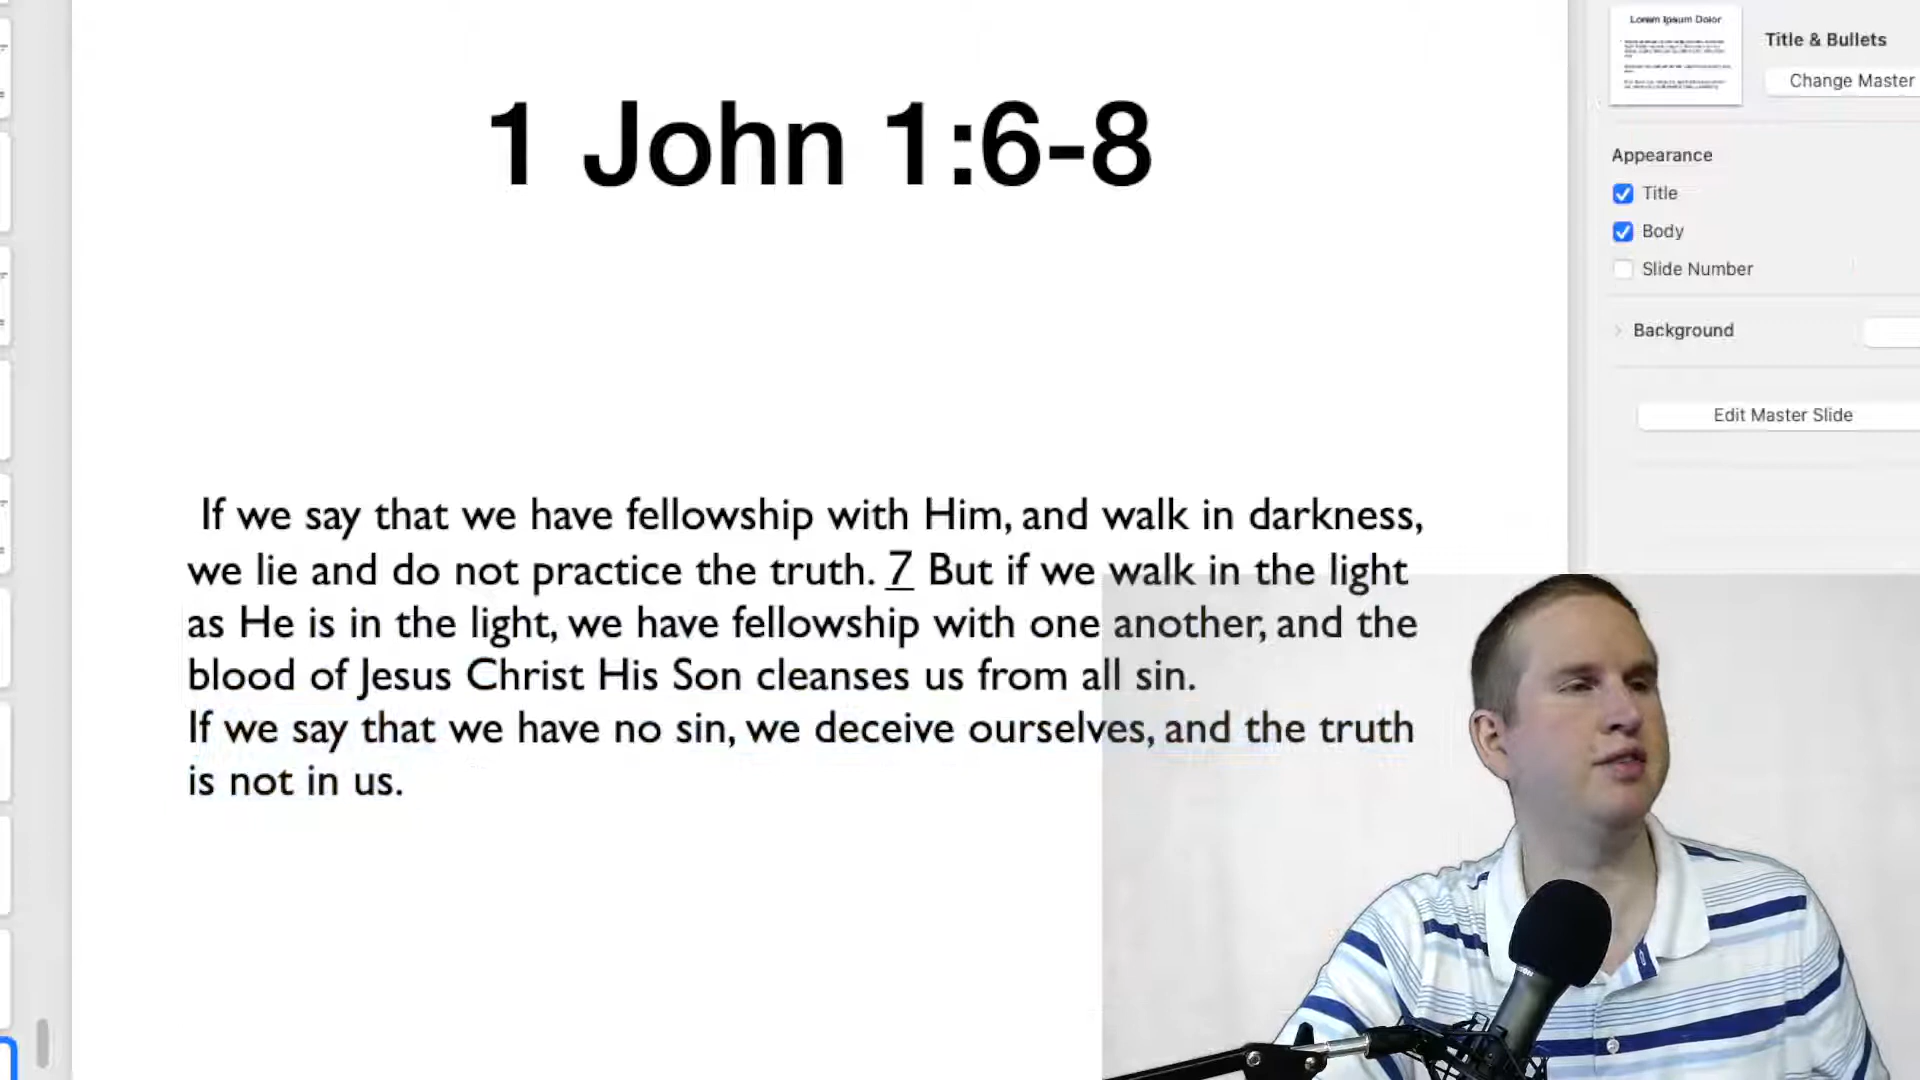 1 John 1:6-8
If we say that we have fellowship with Him, and walk in darkness,
we lie and do not practice the truth. 7 But if we walk in the light
as He is in the light, we have fellowship with one another, and the
blood of Jesus Christ His Son cleanses us from all sin.
If we say that we have no sin, we deceive ourselves, and the truth
is not in us.
Lorem Ipsum Dolor
Title & Bullets
Change Master
Appearance
Title
Body
Slide Number
Background
Edit Master Slide